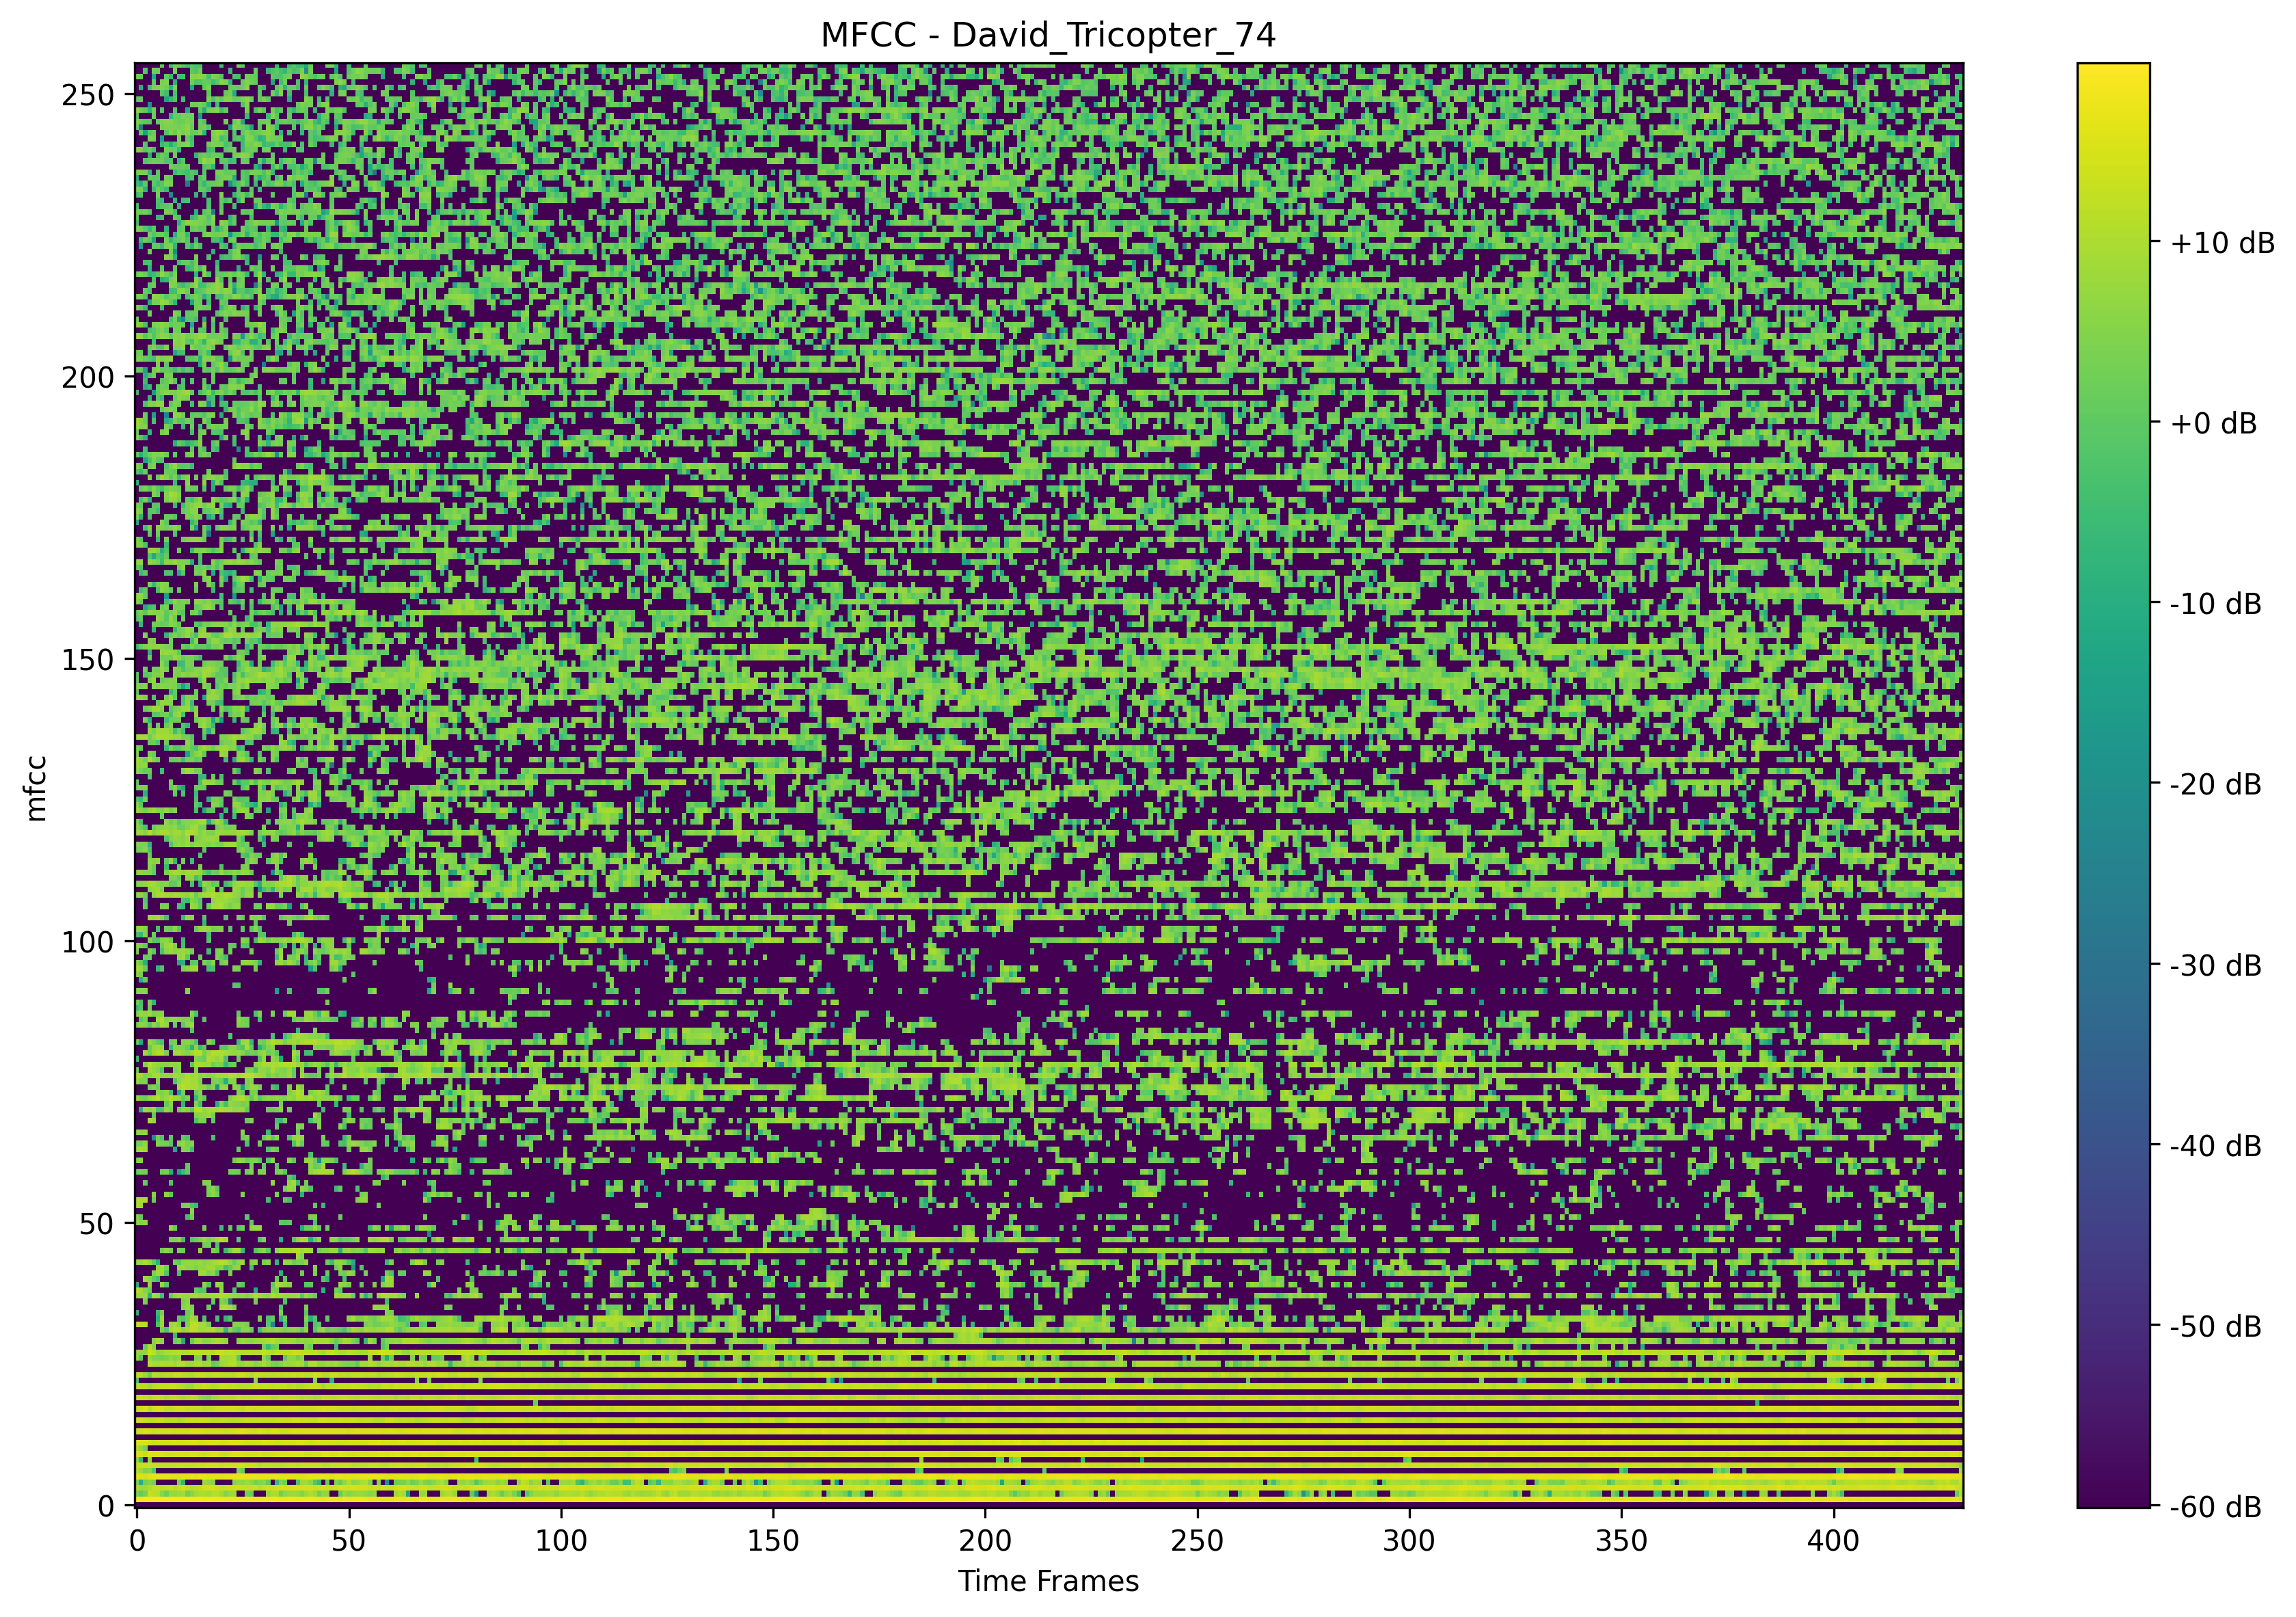 MFCC - David_Tricopter_74
250
200
150
100
50
0
mfcc
0 50 100 150 200 250 300 350 400
Time Frames
+10 dB
+0 dB
-10 dB
-20 dB
-30 dB
-40 dB
-50 dB
-60 dB